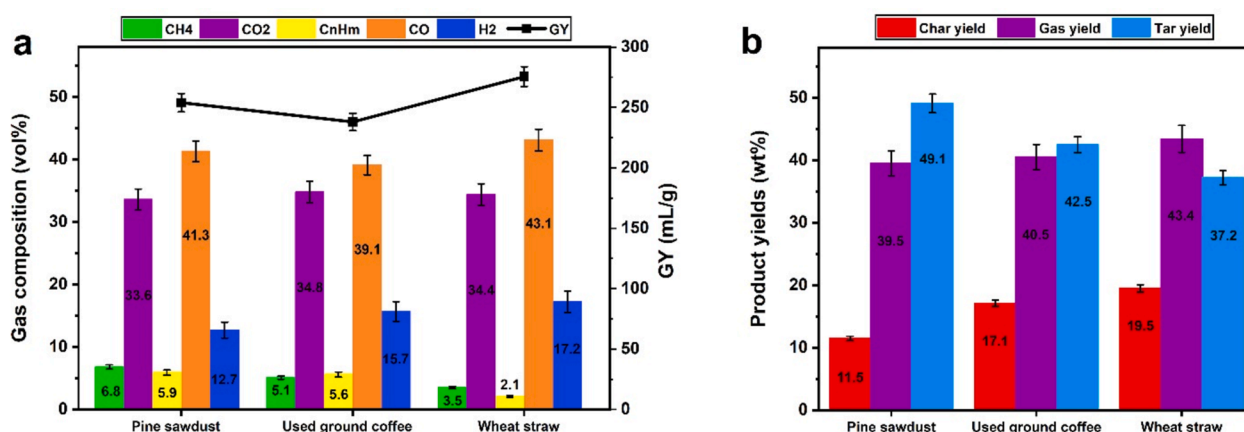 a
CH4 CO2 CnHm CO H2 GY
Gas composition (vol%)
0
10
20
30
40
50
GY (mL/g)
0
50
100
150
200
250
300
6.8 33.6 5.9 41.3 12.7
5.1 34.8 5.6 39.1 15.7
3.5 34.4 2.1 43.1 17.2
Pine sawdust Used ground coffee Wheat straw
b
Char yield Gas yield Tar yield
Product yields (wt%)
0
10
20
30
40
50
11.5 39.5 49.1
17.1 40.5 42.5
19.5 43.4 37.2
Pine sawdust Used ground coffee Wheat straw